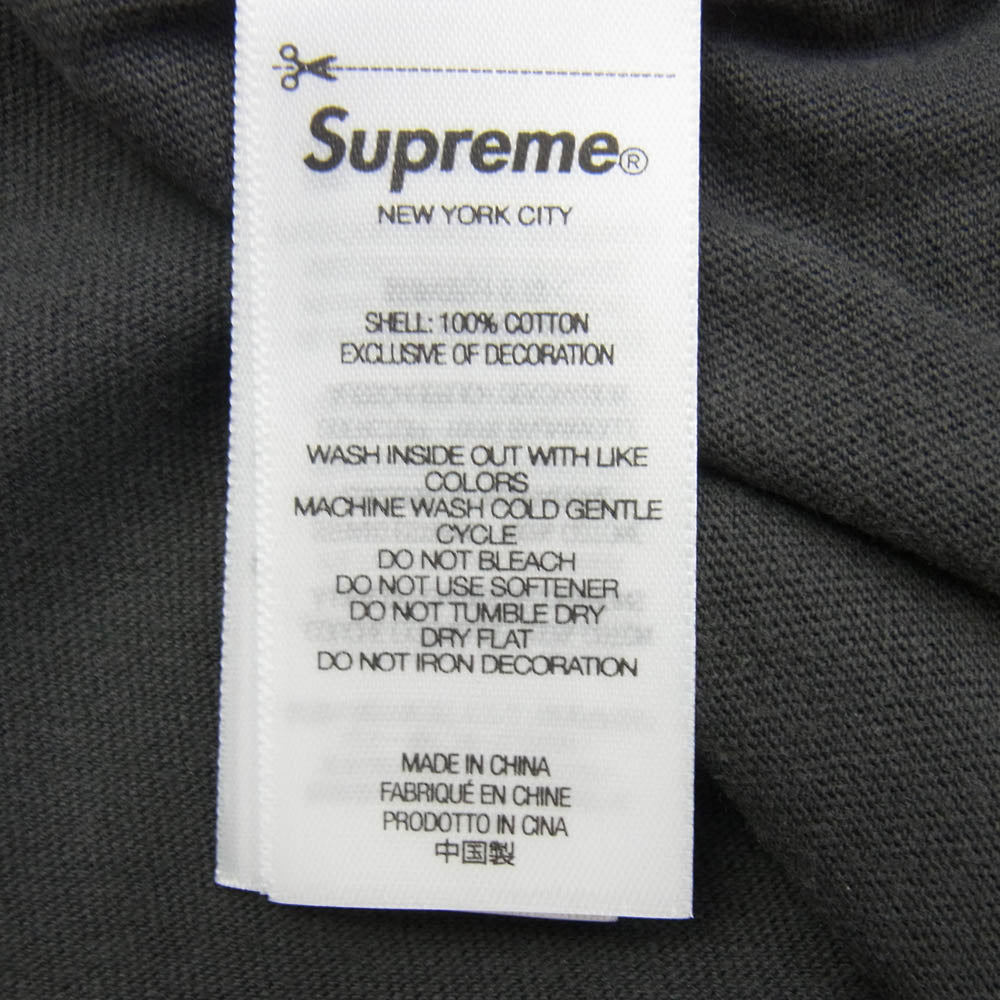 Supreme®
NEW YORK CITY
SHELL: 100% COTTON
EXCLUSIVE OF DECORATION
WASH INSIDE OUT WITH LIKE
COLORS
MACHINE WASH COLD GENTLE
CYCLE
DO NOT BLEACH
DO NOT USE SOFTENER
DO NOT TUMBLE DRY
DRY FLAT
DO NOT IRON DECORATION
MADE IN CHINA
FABRIQUÉ EN CHINE
PRODOTTO IN CINA
中国製